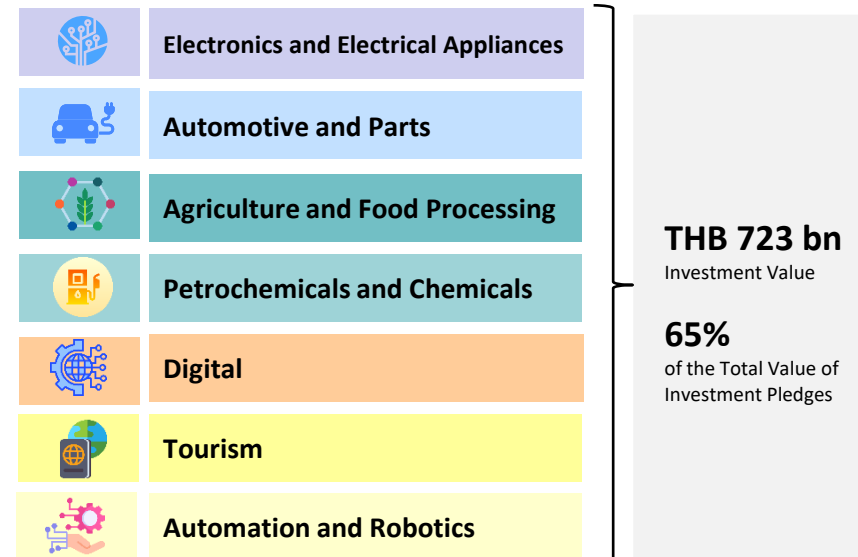 Electronics and Electrical Appliances
Automotive and Parts
Agriculture and Food Processing
Petrochemicals and Chemicals
Digital
Tourism
Automation and Robotics
THB 723 bn
Investment Value
65%
of the Total Value of
Investment Pledges